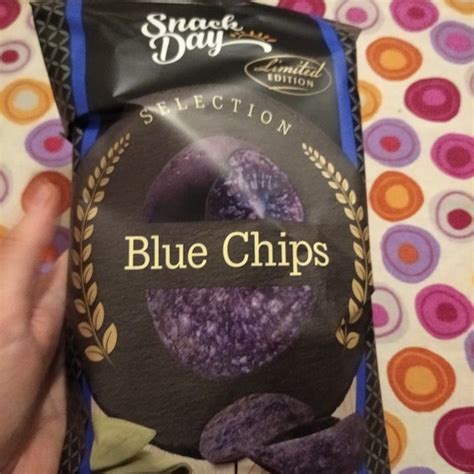 Snack
Day
Limited
EDITION
SELECTION
Blue Chips